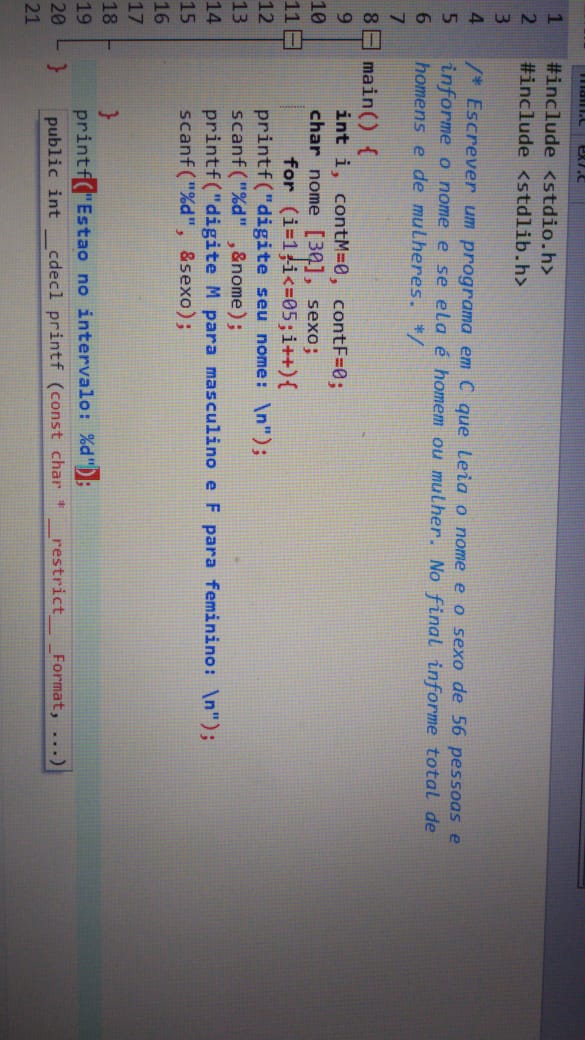 main.c ex7.c
1 #include <stdio.h>
2 #include <stdlib.h>
3
4 /* Escrever um programa em C que leia o nome e o sexo de 56 pessoas e
5 informe o nome e se ela é homem ou mulher. No final informe total de
6 homens e de mulheres. */
7
8 main() {
9 int i, contM=0, contF=0;
10 char nome [30], sexo;
11 for (i=1;i<=05;i++){
12 printf("digite seu nome: \n");
13 scanf("%d" ,&nome);
14 printf("digite M para masculino e F para feminino: \n");
15 scanf("%d", &sexo);
16
17
18 }
19 printf("Estao no intervalo: %d");
20 }
public int __cdecl printf (const char * __restrict__ _Format, ...)
21